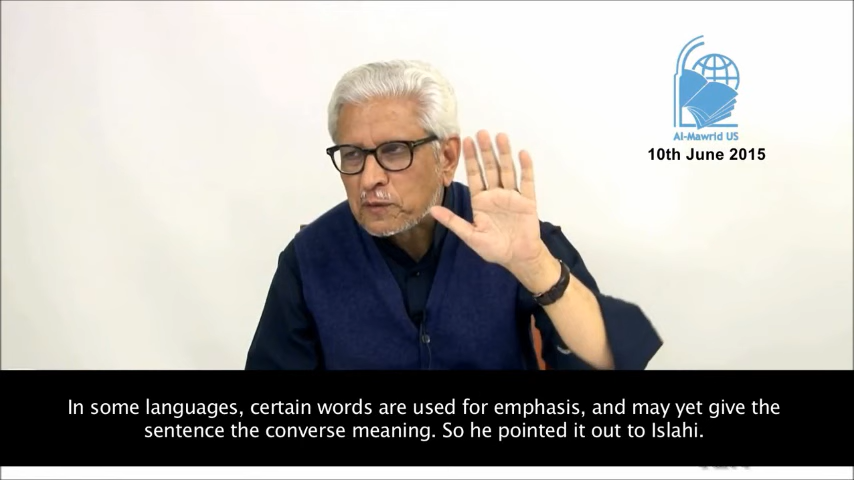 Al-Mawrid US
10th June 2015
In some languages, certain words are used for emphasis, and may yet give the
sentence the converse meaning. So he pointed it out to Islahi.